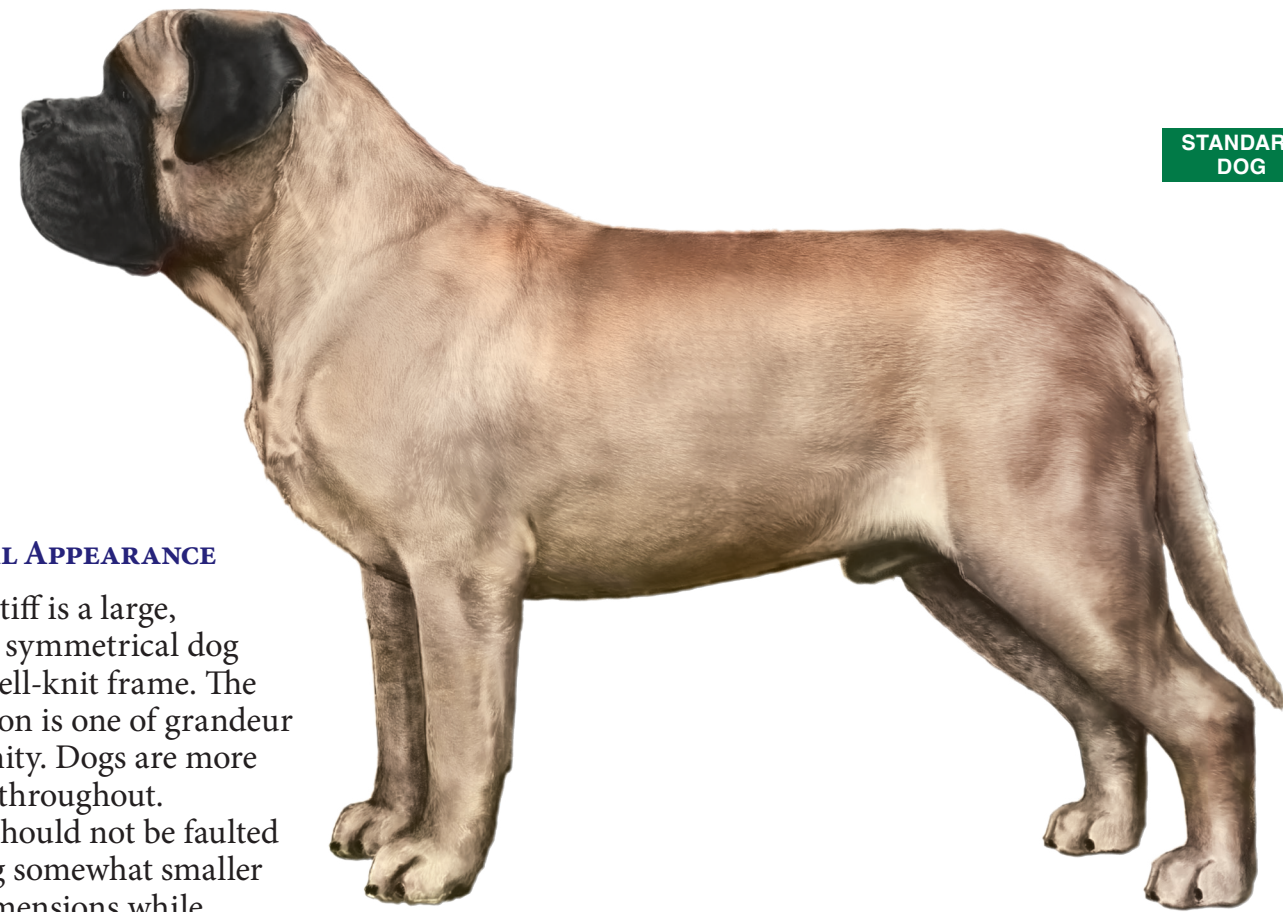 STANDAR
DOG
L APPEARANCE
tiff is a large,
symmetrical dog
ell-knit frame. The
on is one of grandeur
nity. Dogs are more
throughout.
hould not be faulted
g somewhat smaller
mensions while